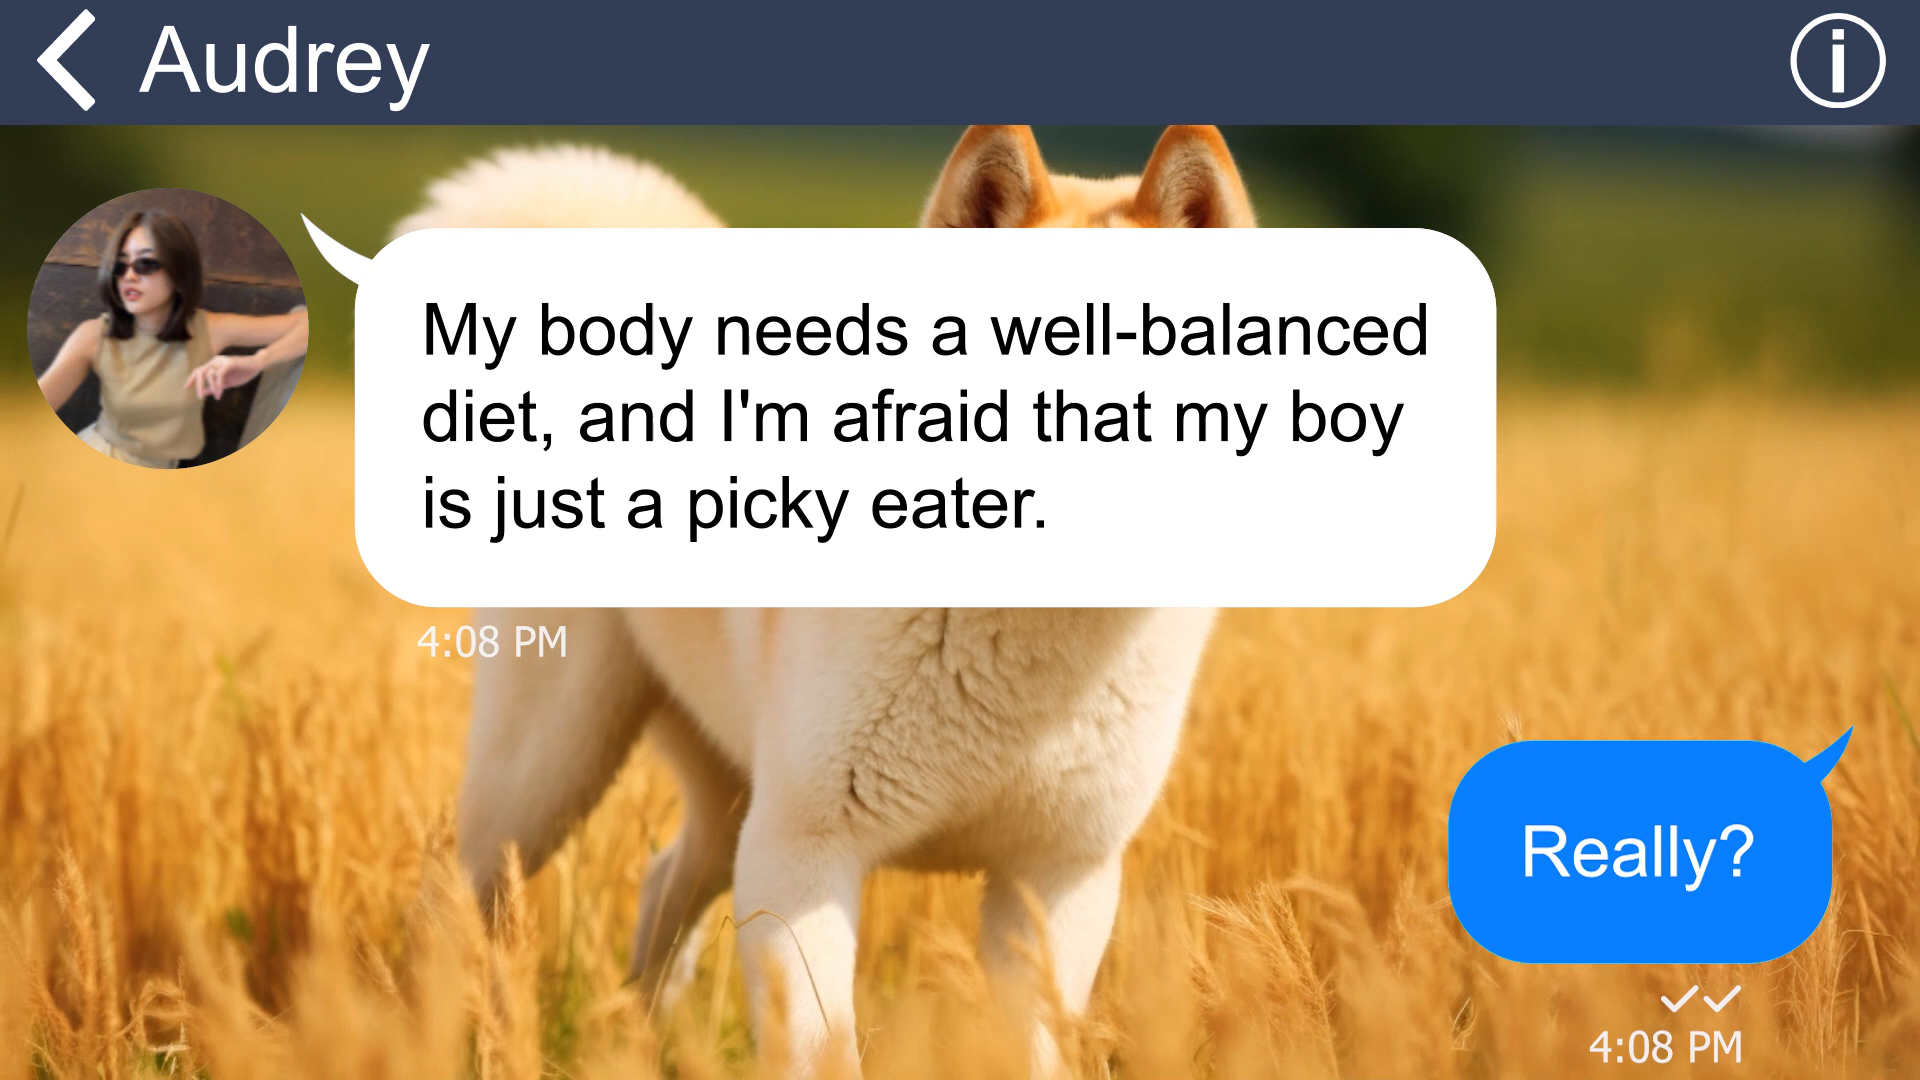 Audrey
My body needs a well-balanced
diet, and I'm afraid that my boy
is just a picky eater.
4:08 PM
Really?
4:08 PM